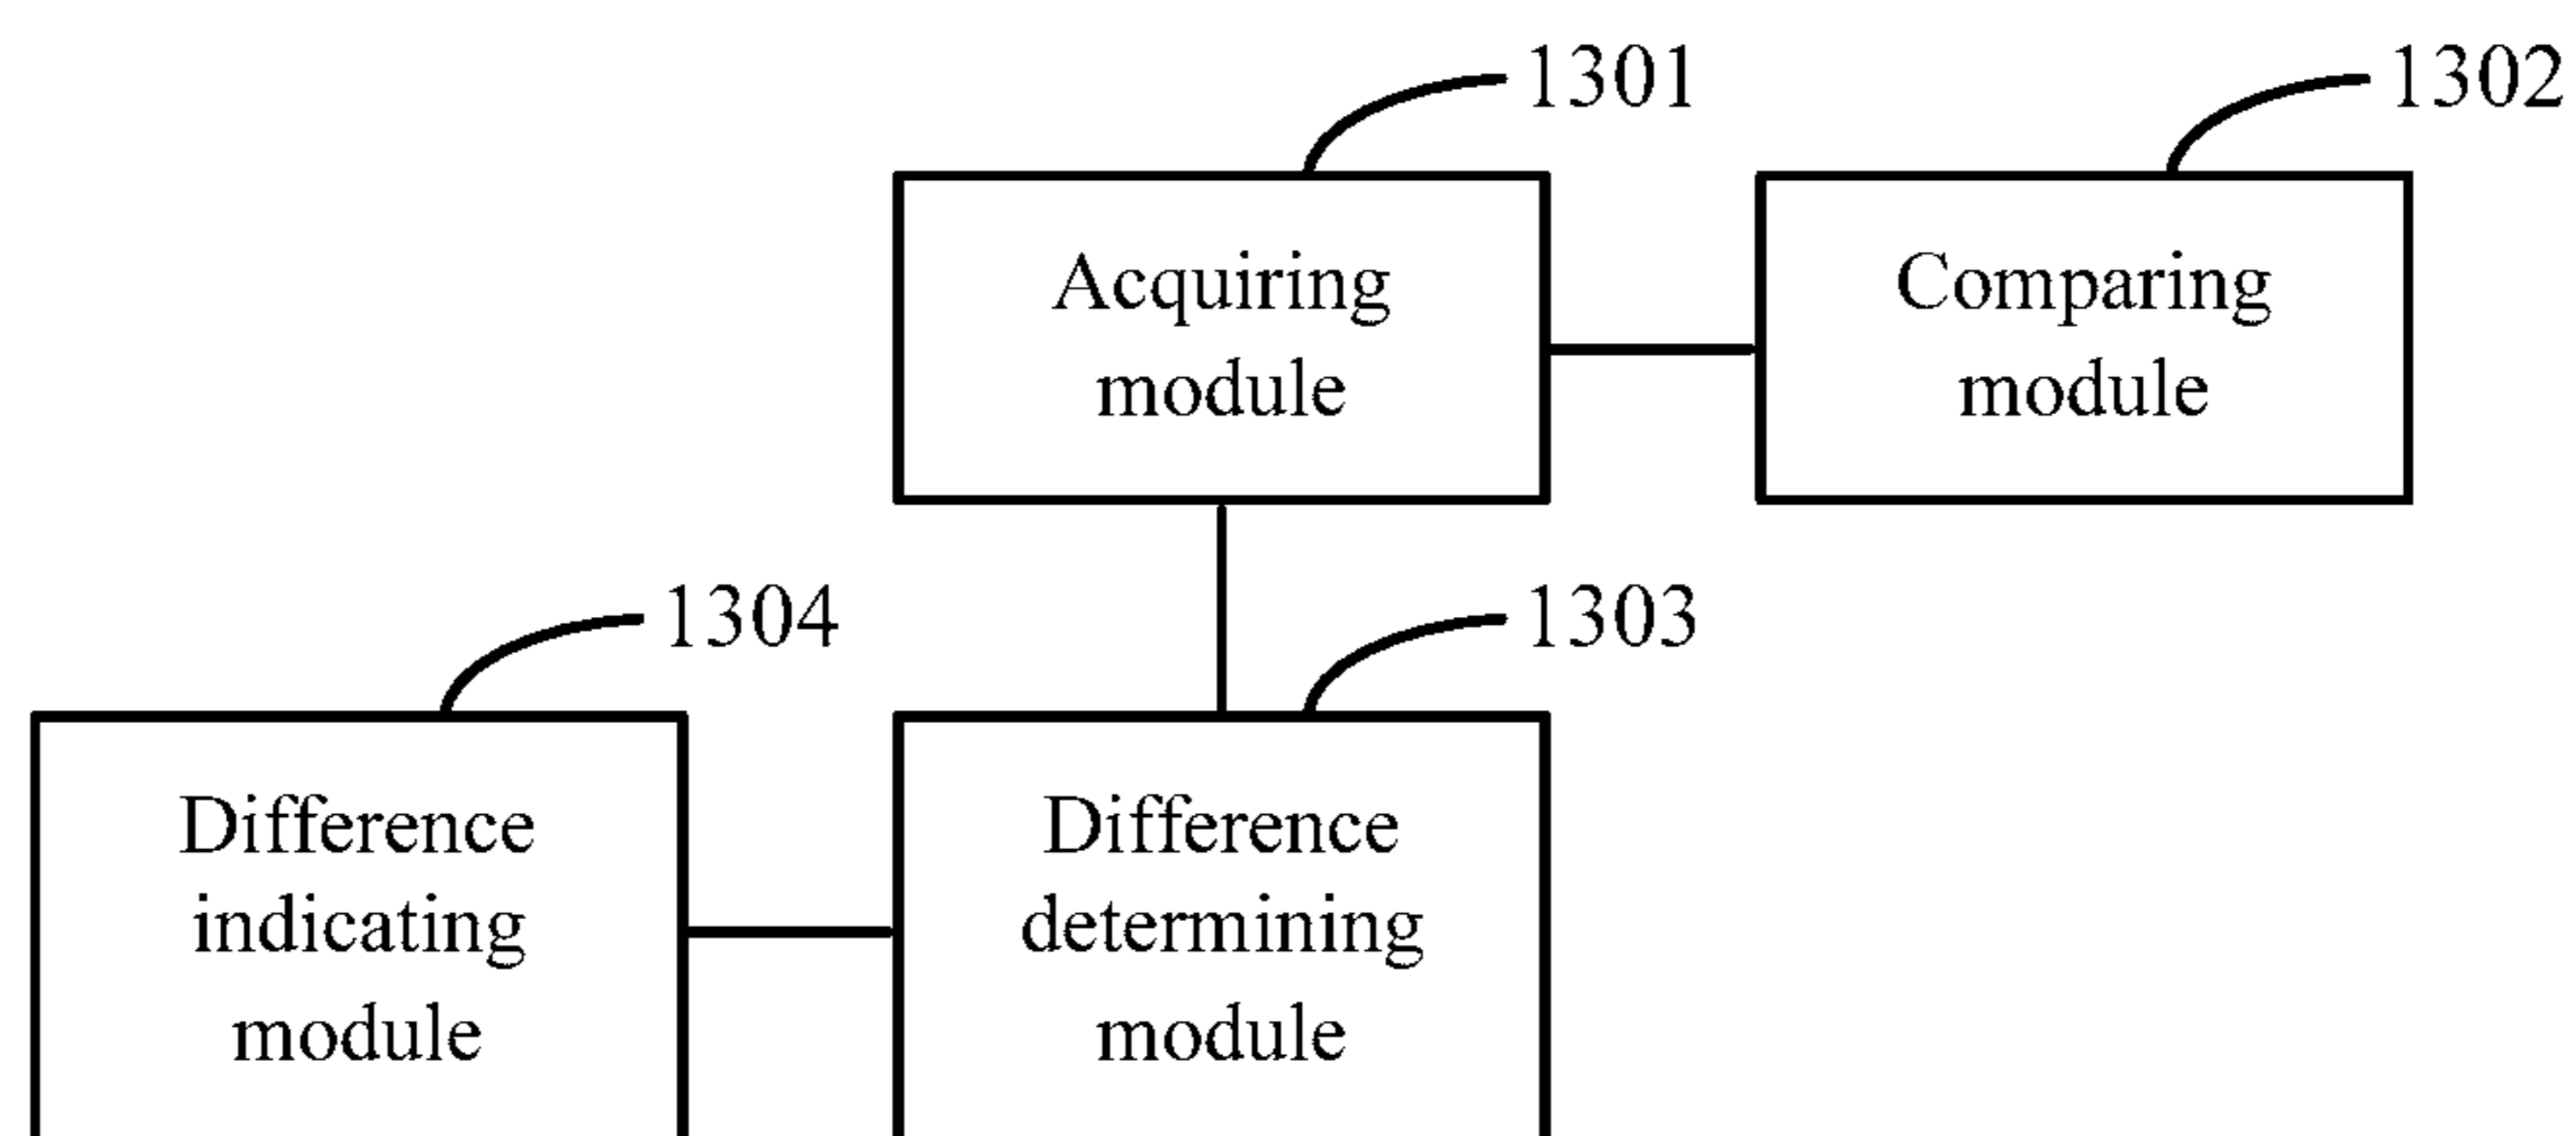 1301
1302
Acquiring
module
Comparing
module
1304
1303
Difference
indicating
module
Difference
determining
module